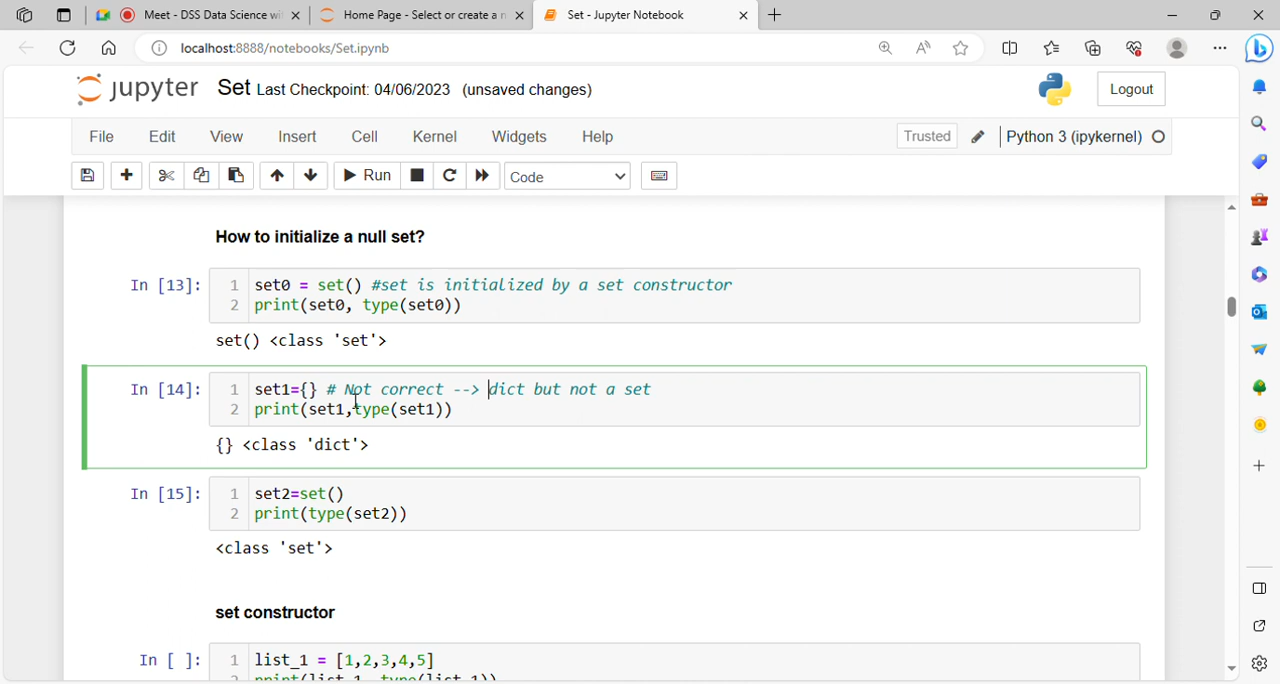 Meet - DSS Data Science wi
Home Page - Select or create a n
Set - Jupyter Notebook
localhost:8888/notebooks/Set.ipynb
jupyter Set Last Checkpoint: 04/06/2023 (unsaved changes)
Logout
File Edit View Insert Cell Kernel Widgets Help
Trusted Python 3 (ipykernel)
Run Code
How to initialize a null set?
In [13]: 1 set0 = set() #set is initialized by a set constructor
2 print(set0, type(set0))
set() <class 'set'>
In [14]: 1 set1={} # Not correct --> dict but not a set
2 print(set1,type(set1))
{} <class 'dict'>
In [15]: 1 set2=set()
2 print(type(set2))
<class 'set'>
set constructor
In [ ]: 1 list_1 = [1,2,3,4,5]
2 print(list_1, type(list_1))